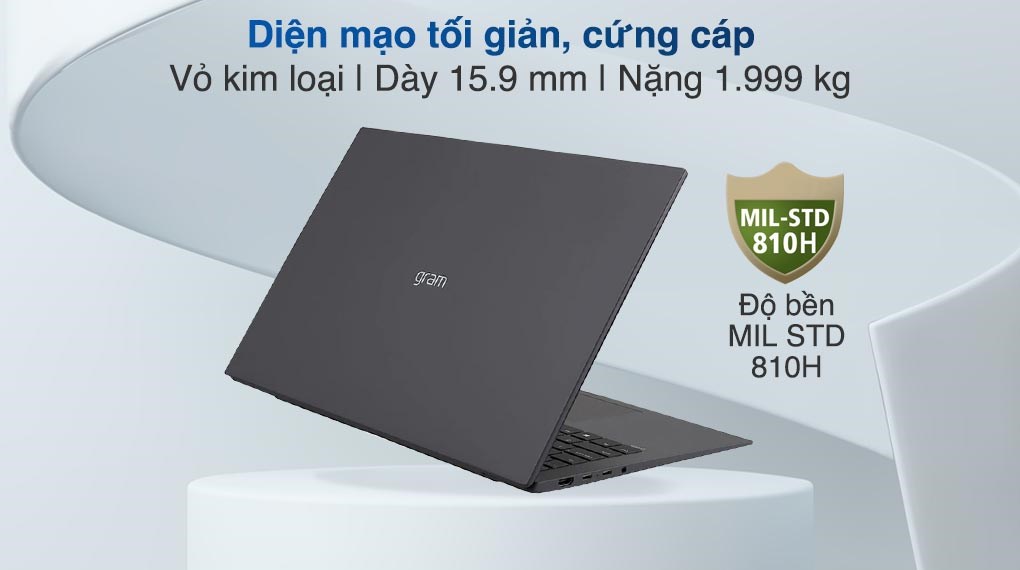 Diện mạo tối giản, cứng cáp
Vỏ kim loại | Dày 15.9 mm | Nặng 1.999 kg
MIL-STD
810H
gram
Độ bền
MIL STD
810H